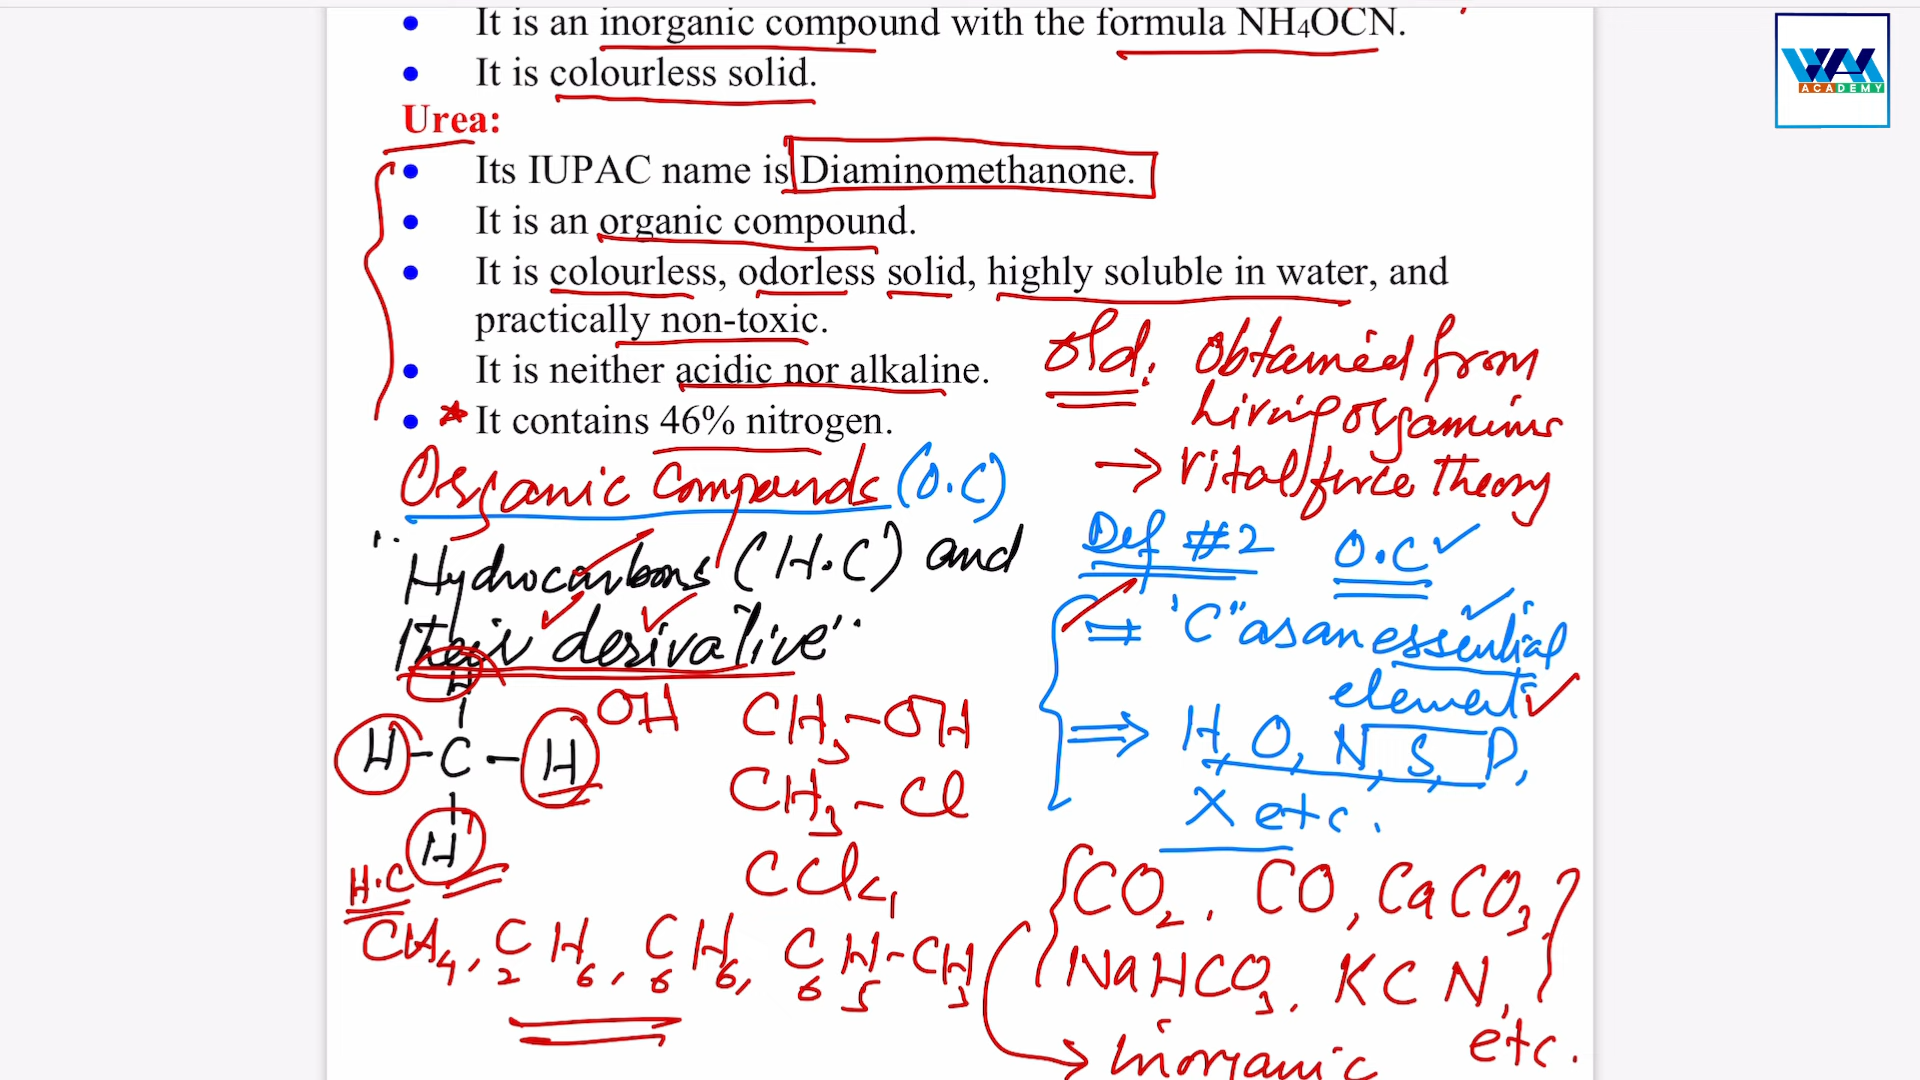 • It is an inorganic compound with the formula NH₄OCN.
• It is colourless solid.
WAK
ACADEMY
Urea:
• Its IUPAC name is Diaminomethanone.
• It is an organic compound.
• It is colourless, odorless solid, highly soluble in water, and
practically non-toxic.
• It is neither acidic nor alkaline.
• * It contains 46% nitrogen.
Old: Obtained from
living organisms
→ Vital force Theory
Organic Compounds (O.C)
"Hydrocarbons (H.C) and
their derivative"
Def #2 O.C ✓
⇒ "C" as an essential
element ✓
⇒ H, O, N, S, P,
X etc.
H
H-C-H OH
H
CH₃-OH
CH₃-Cl
CCl₄
H.C
CH₄, C₂H₆, C₆H₆, C₆H₅-CH₃
{CO₂, CO, CaCO₃,
NaHCO₃, KCN, }
etc.
→ Inorganic